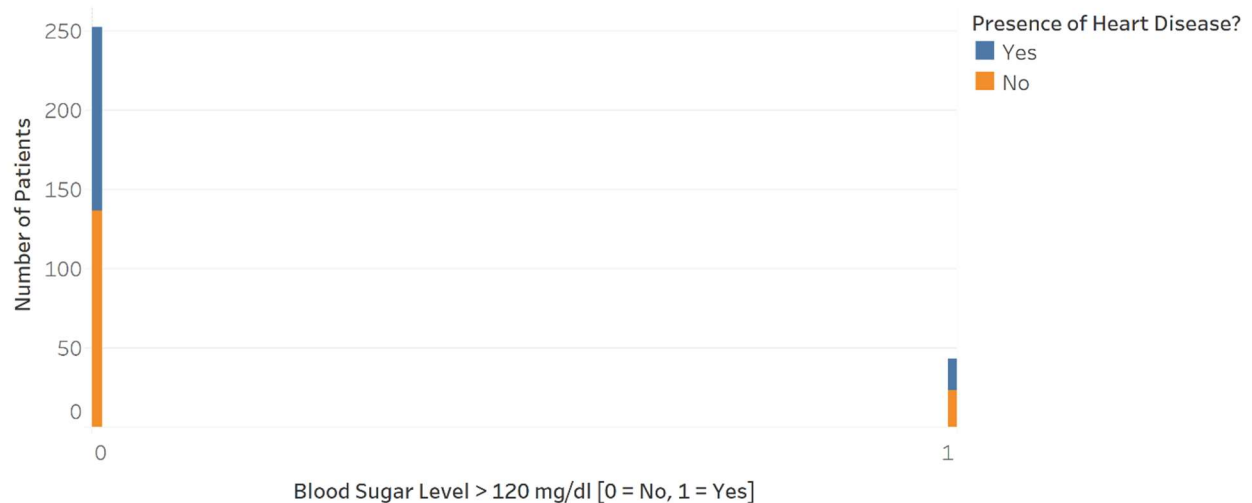 Presence of Heart Disease?
Yes
No
Number of Patients
250
200
150
100
50
0
0
1
Blood Sugar Level > 120 mg/dl [0 = No, 1 = Yes]